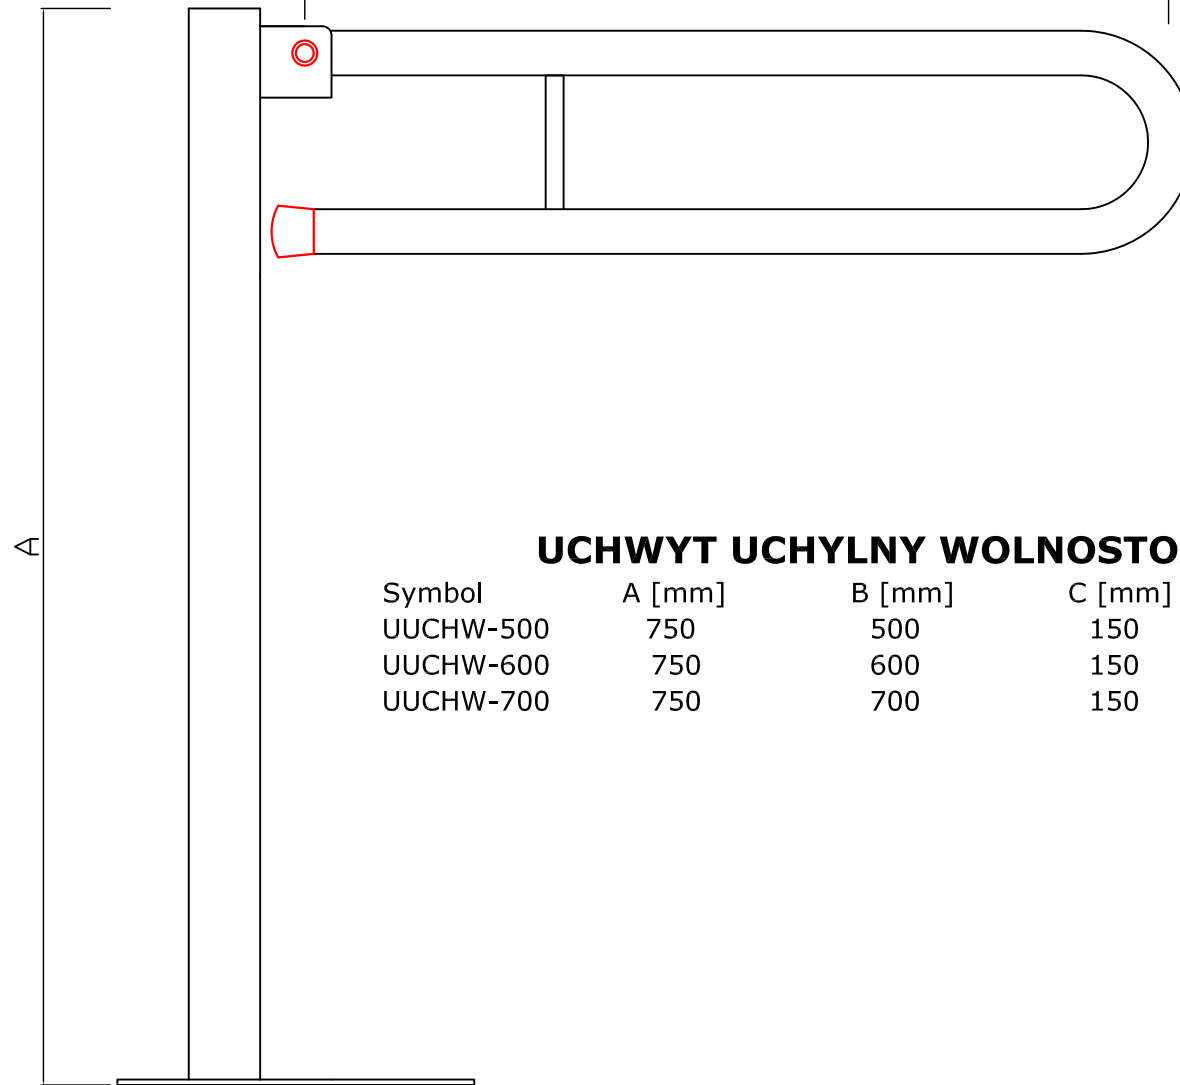 A
UCHWYT UCHYLNY WOLNOSTO
Symbol A [mm] B [mm] C [mm]
UUCHW-500 750 500 150
UUCHW-600 750 600 150
UUCHW-700 750 700 150